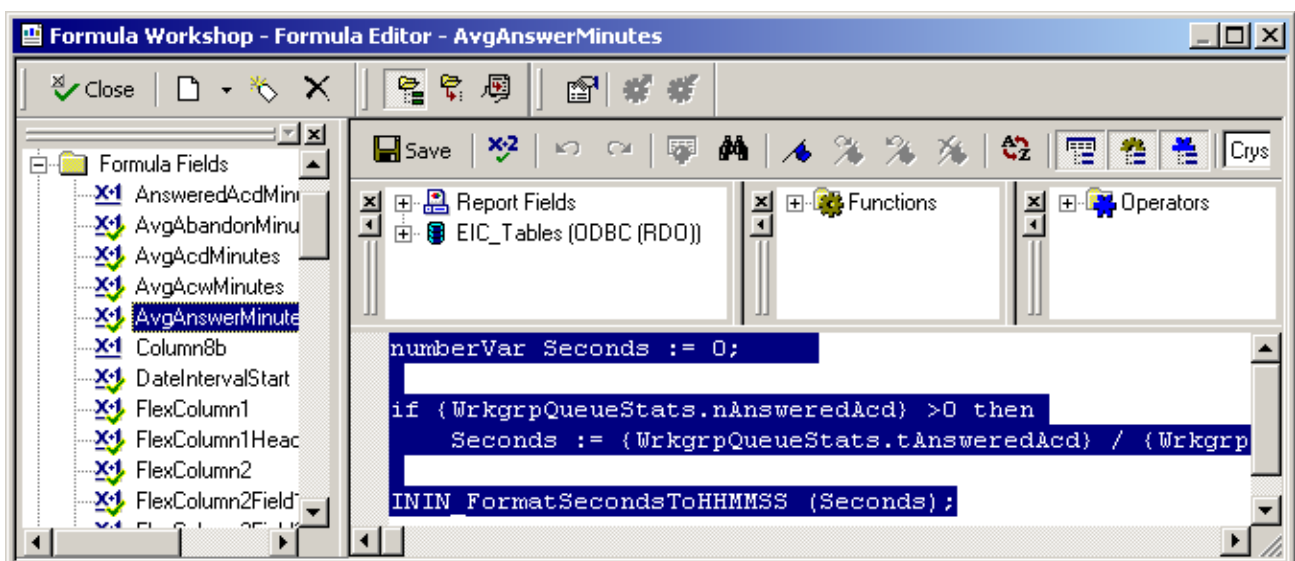 Formula Workshop - Formula Editor - AvgAnswerMinutes
Close
Save
Crys
Formula Fields
AnsweredAcdMin
AvgAbandonMinu
AvgAcdMinutes
AvgAcwMinutes
AvgAnswerMinute
Column8b
DateIntervalStart
FlexColumn1
FlexColumn1Head
FlexColumn2
FlexColumn2Field
Report Fields
EIC_Tables (ODBC (RDO))
Functions
Operators
numberVar Seconds := 0;
if {WrkgrpQueueStats.nAnsweredAcd} >0 then
Seconds := {WrkgrpQueueStats.tAnsweredAcd} / {Wrkgrp
ININ_FormatSecondsToHHMMSS (Seconds);